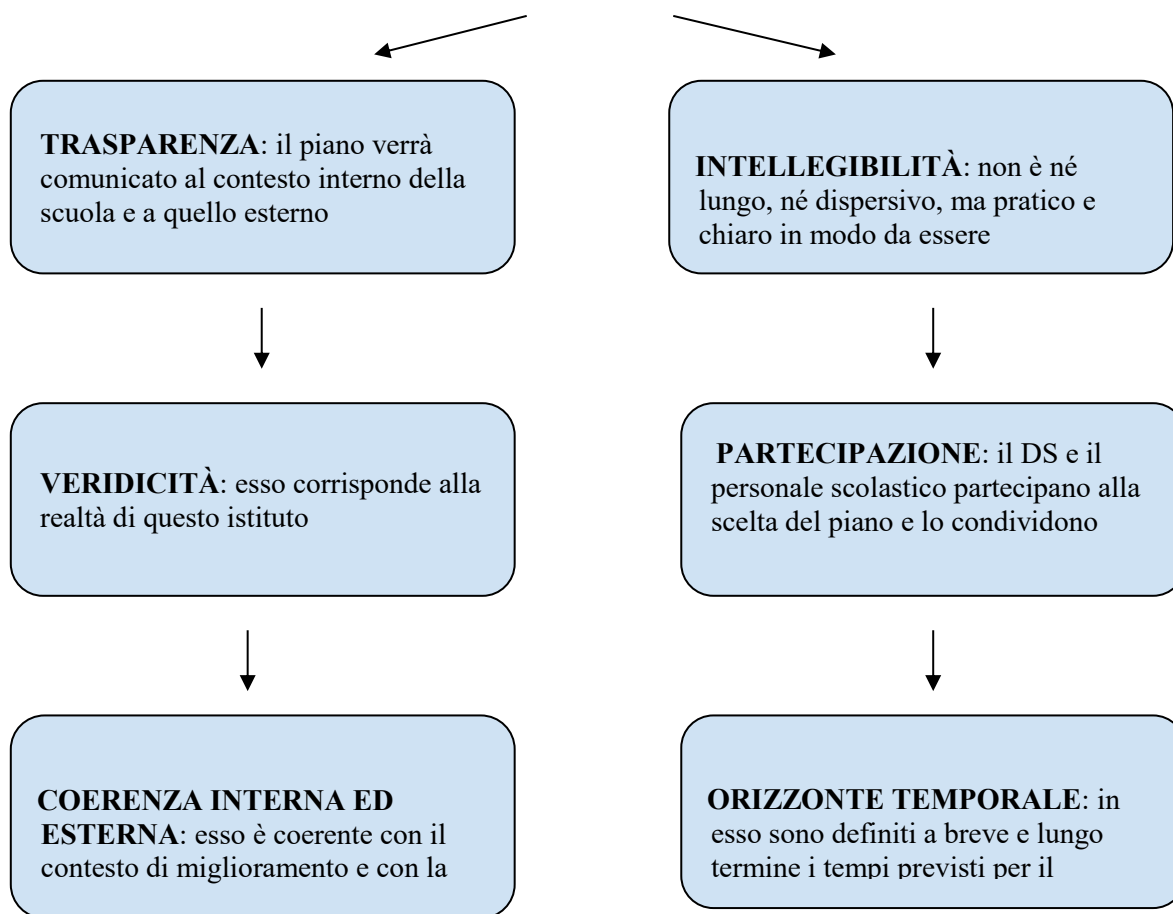 TRASPARENZA: il piano verrà
comunicato al contesto interno della
scuola e a quello esterno
INTELLEGIBILITÀ: non è né
lungo, né dispersivo, ma pratico e
chiaro in modo da essere
VERIDICITÀ: esso corrisponde alla
realtà di questo istituto
PARTECIPAZIONE: il DS e il
personale scolastico partecipano alla
scelta del piano e lo condividono
COERENZA INTERNA ED
ESTERNA: esso è coerente con il
contesto di miglioramento e con la
ORIZZONTE TEMPORALE: in
esso sono definiti a breve e lungo
termine i tempi previsti per il